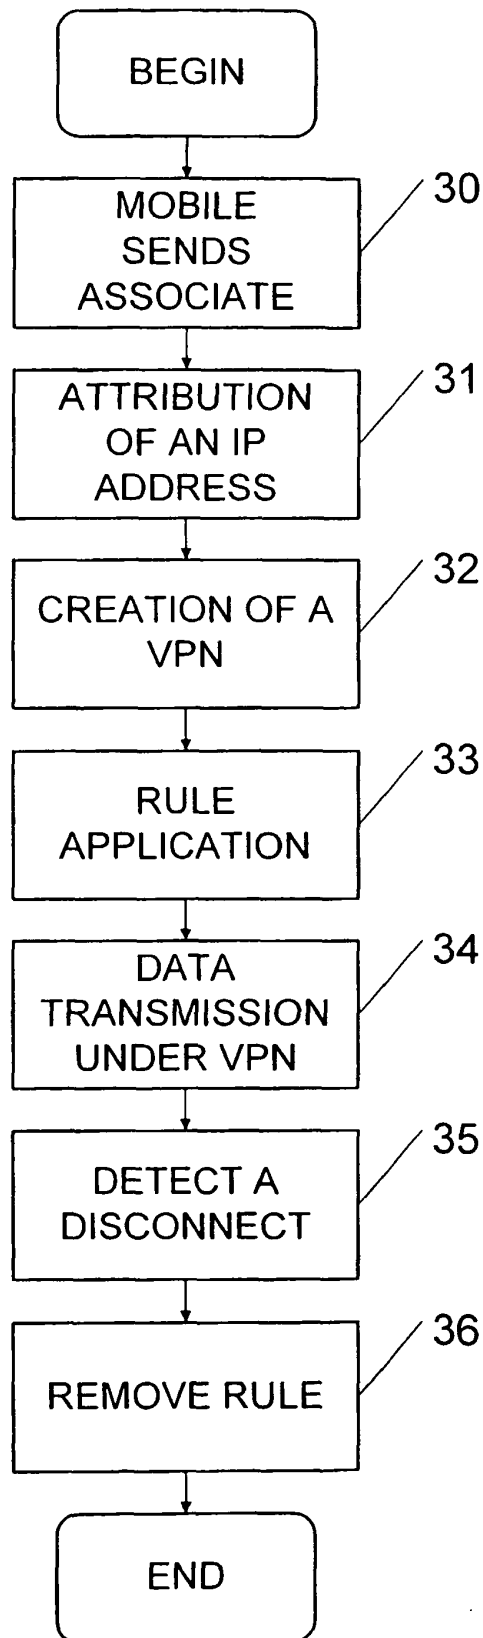 BEGIN
30
MOBILE
SENDS
ASSOCIATE
31
ATTRIBUTION
OF AN IP
ADDRESS
32
CREATION OF A
VPN
33
RULE
APPLICATION
34
DATA
TRANSMISSION
UNDER VPN
35
DETECT A
DISCONNECT
36
REMOVE RULE
END